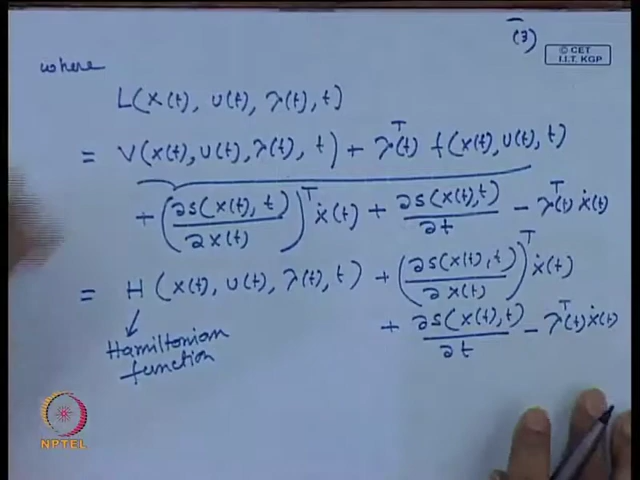 (3)
© CET
I.I.T. KGP
where
L(x(t), u(t), λ(t), t)
= V(x(t), u(t), λ(t), t) + λᵀ(t) f(x(t), u(t), t)
+ (∂s(x(t), t)/∂x(t))ᵀ ẋ(t) + ∂s(x(t), t)/∂t − λᵀ(t) ẋ(t)
= H (x(t), u(t), λ(t), t) + (∂s(x(t), t)/∂x(t))ᵀ ẋ(t)
+ ∂s(x(t), t)/∂t − λᵀ(t) ẋ(t)
Hamiltonian
function
NPTEL